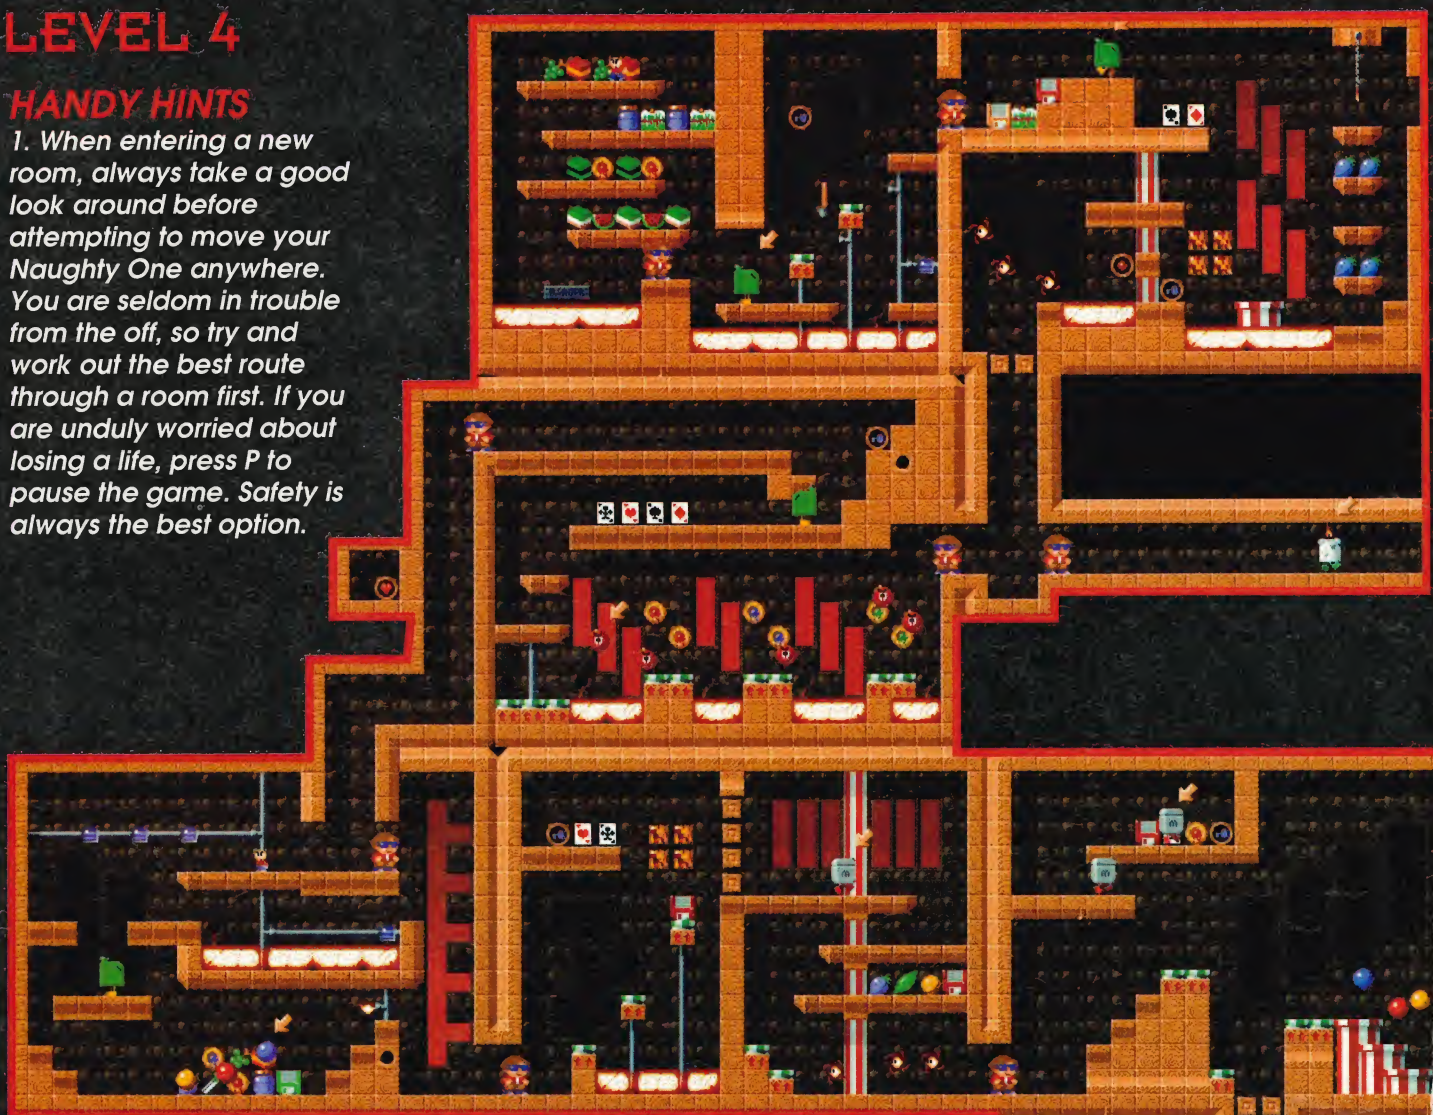 LEVEL 4
HANDY HINTS
1. When entering a new
room, always take a good
look around before
attempting to move your
Naughty One anywhere.
You are seldom in trouble
from the off, so try and
work out the best route
through a room first. If you
are unduly worried about
losing a life, press P to
pause the game. Safety is
always the best option.